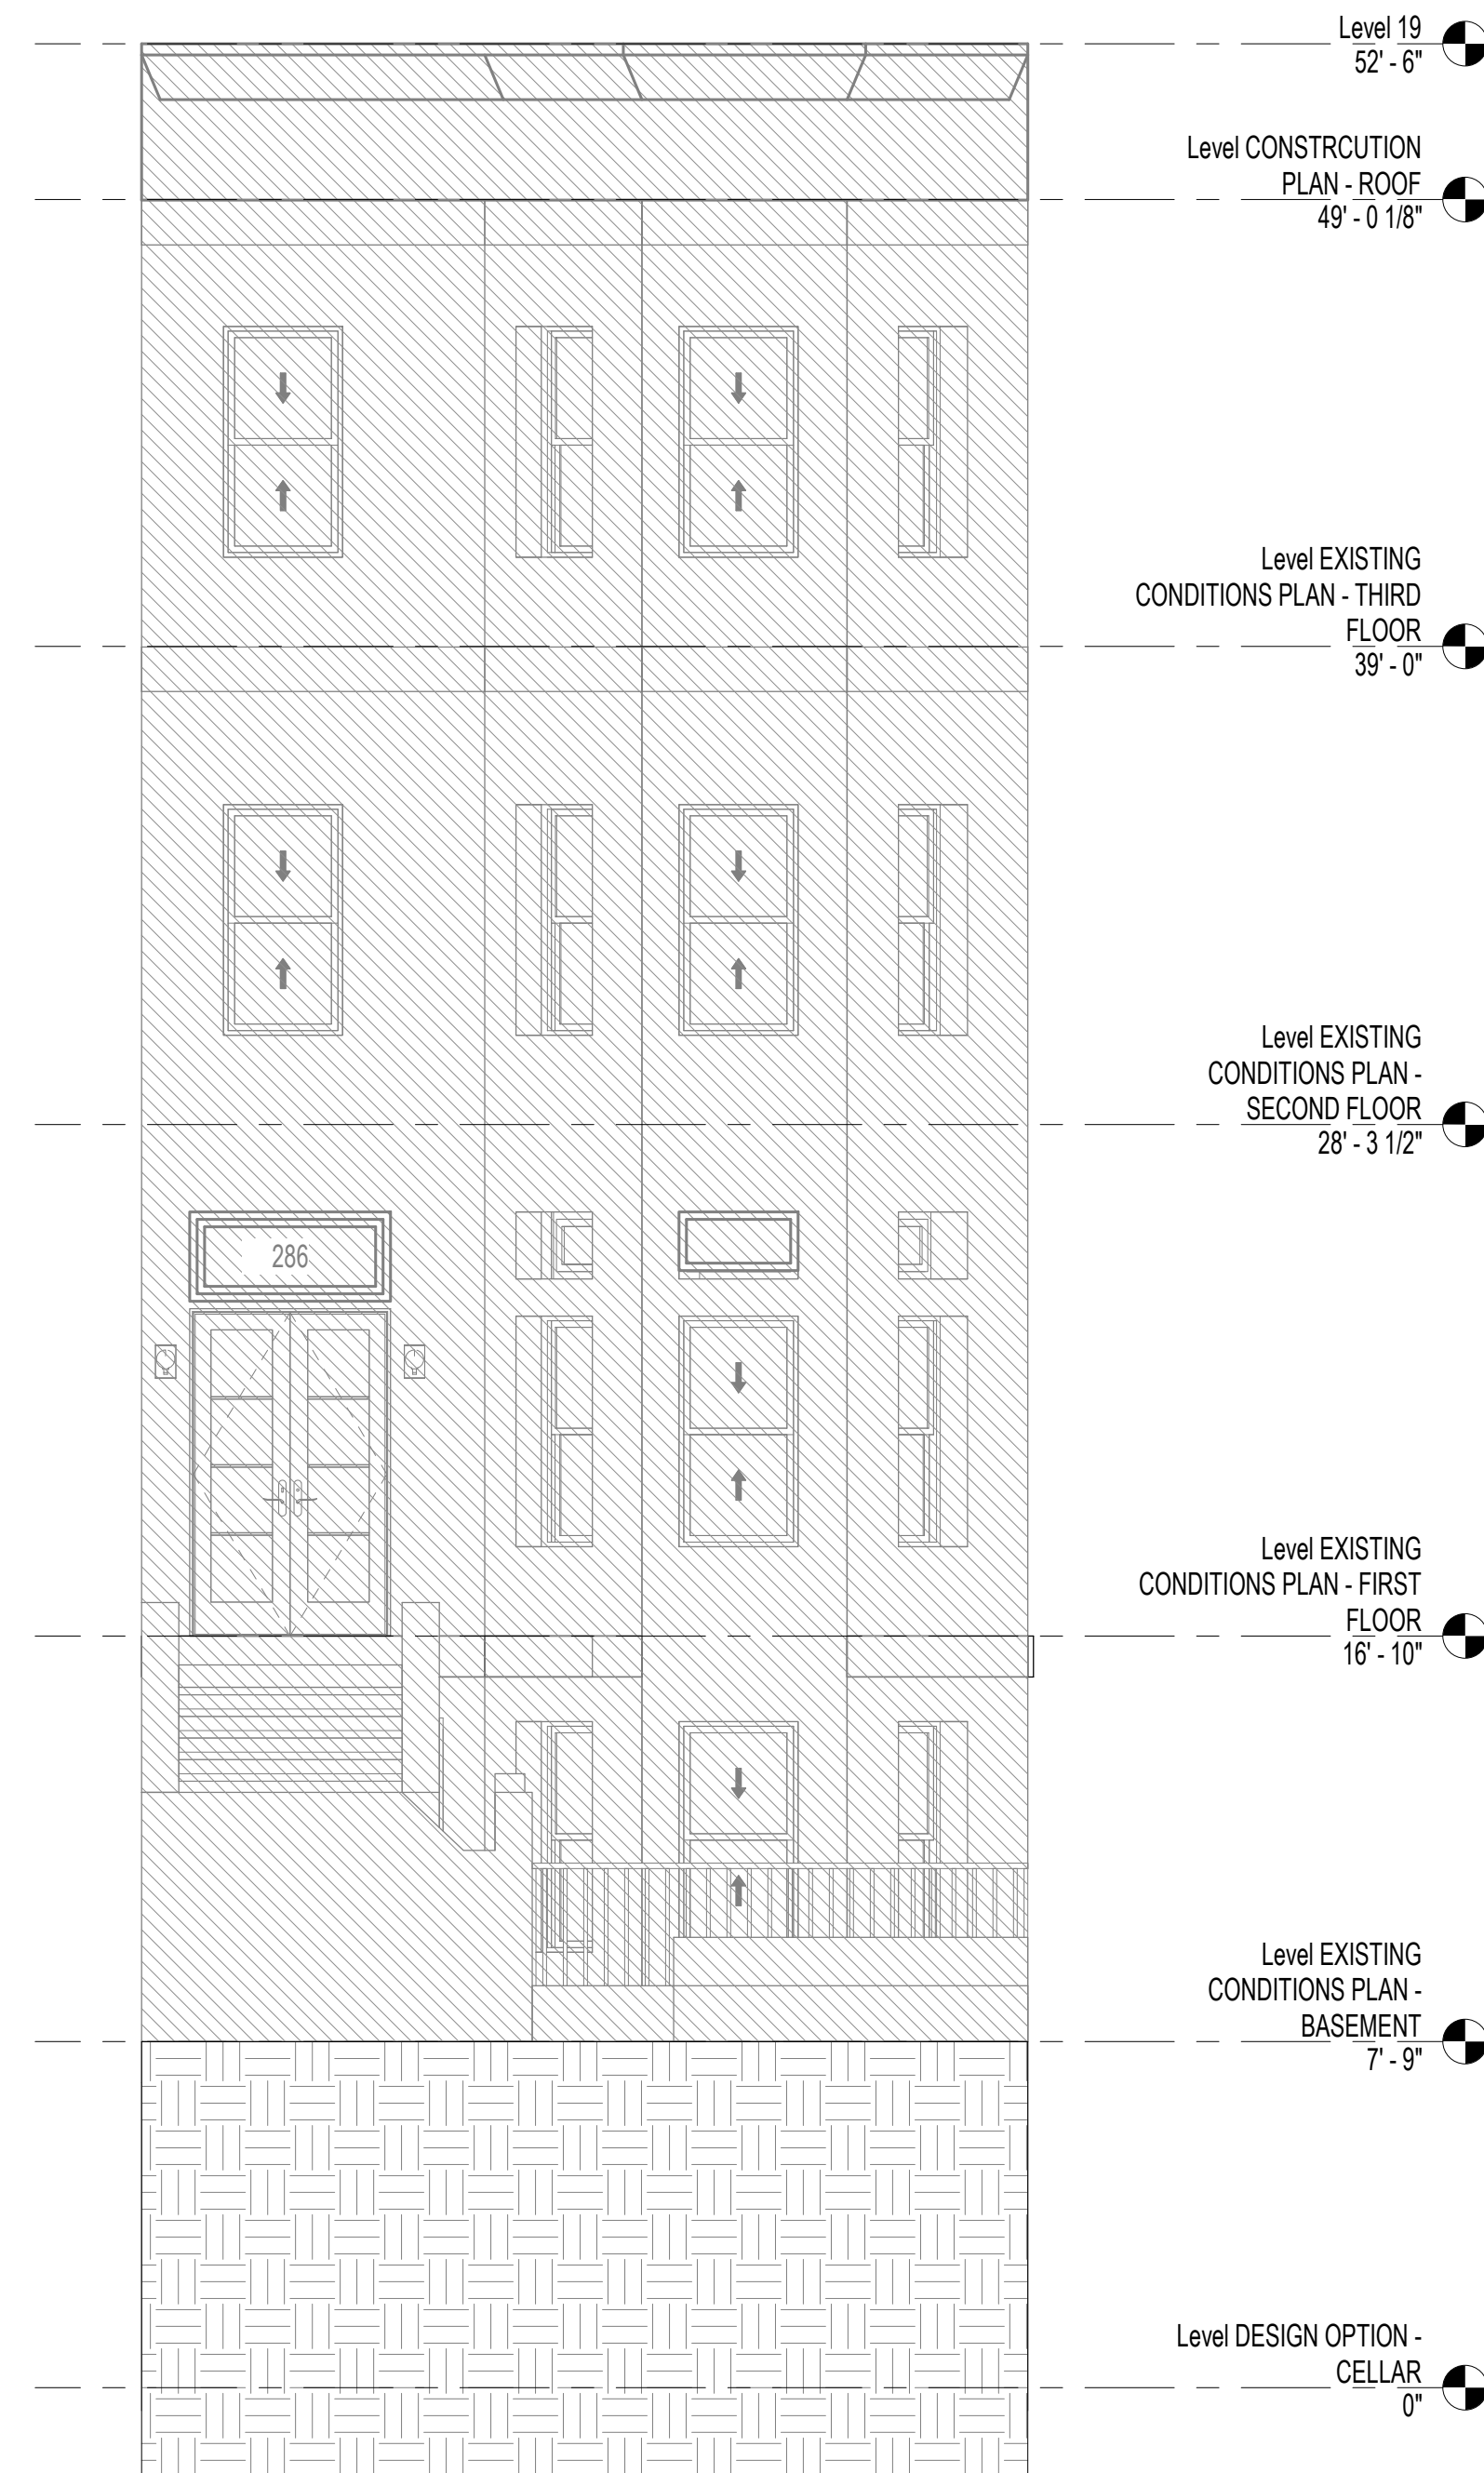 Level 19
52' - 6"
Level CONSTRCUTION
PLAN - ROOF
49' - 0 1/8"
Level EXISTING
CONDITIONS PLAN - THIRD
FLOOR
39' - 0"
Level EXISTING
CONDITIONS PLAN -
SECOND FLOOR
28' - 3 1/2"
286
Level EXISTING
CONDITIONS PLAN - FIRST
FLOOR
16' - 10"
Level EXISTING
CONDITIONS PLAN -
BASEMENT
7' - 9"
Level DESIGN OPTION -
CELLAR
0"